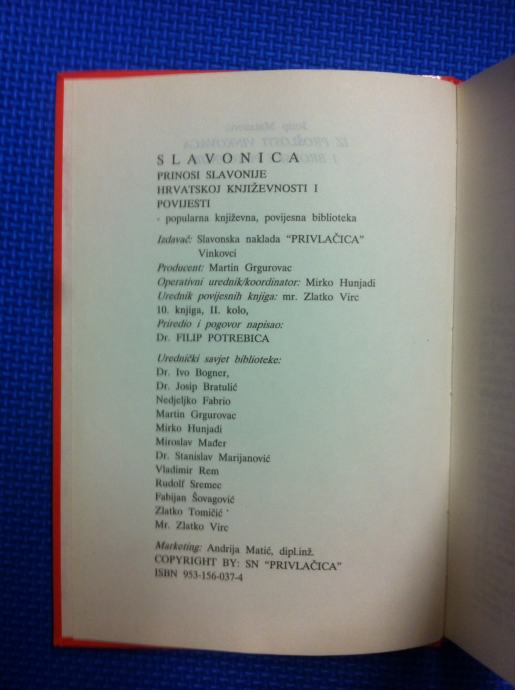 SLAVONICA
PRINOSI SLAVONIJE
HRVATSKOJ KNJIŽEVNOSTI I
POVIJESTI
- popularna književna, povijesna biblioteka
Izdavač: Slavonska naklada “PRIVLAČICA”
Vinkovci
Producent: Martin Grgurovac
Operativni urednik/koordinator: Mirko Hunjadi
Urednik povijesnih knjiga: mr. Zlatko Virc
10. knjiga, II. kolo,
Priredio i pogovor napisao:
Dr. FILIP POTREBICA
Urednički savjet biblioteke:
Dr. Ivo Bogner,
Dr. Josip Bratulić
Nedjeljko Fabrio
Martin Grgurovac
Mirko Hunjadi
Miroslav Mađer
Dr. Stanislav Marijanović
Vladimir Rem
Rudolf Sremec
Fabijan Šovagović
Zlatko Tomičić
Mr. Zlatko Virc
Marketing: Andrija Matić, dipl.inž.
COPYRIGHT BY: SN “PRIVLAČICA”
ISBN 953-156-037-4